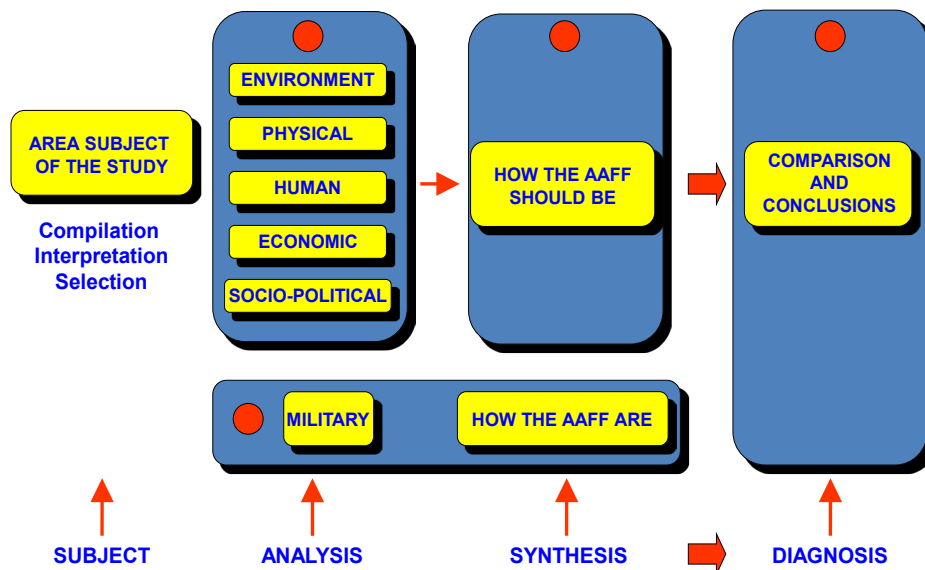 AREA SUBJECT
OF THE STUDY
Compilation
Interpretation
Selection
ENVIRONMENT
PHYSICAL
HUMAN
ECONOMIC
SOCIO-POLITICAL
HOW THE AAFF
SHOULD BE
COMPARISON
AND
CONCLUSIONS
MILITARY
HOW THE AAFF ARE
SUBJECT
ANALYSIS
SYNTHESIS
DIAGNOSIS